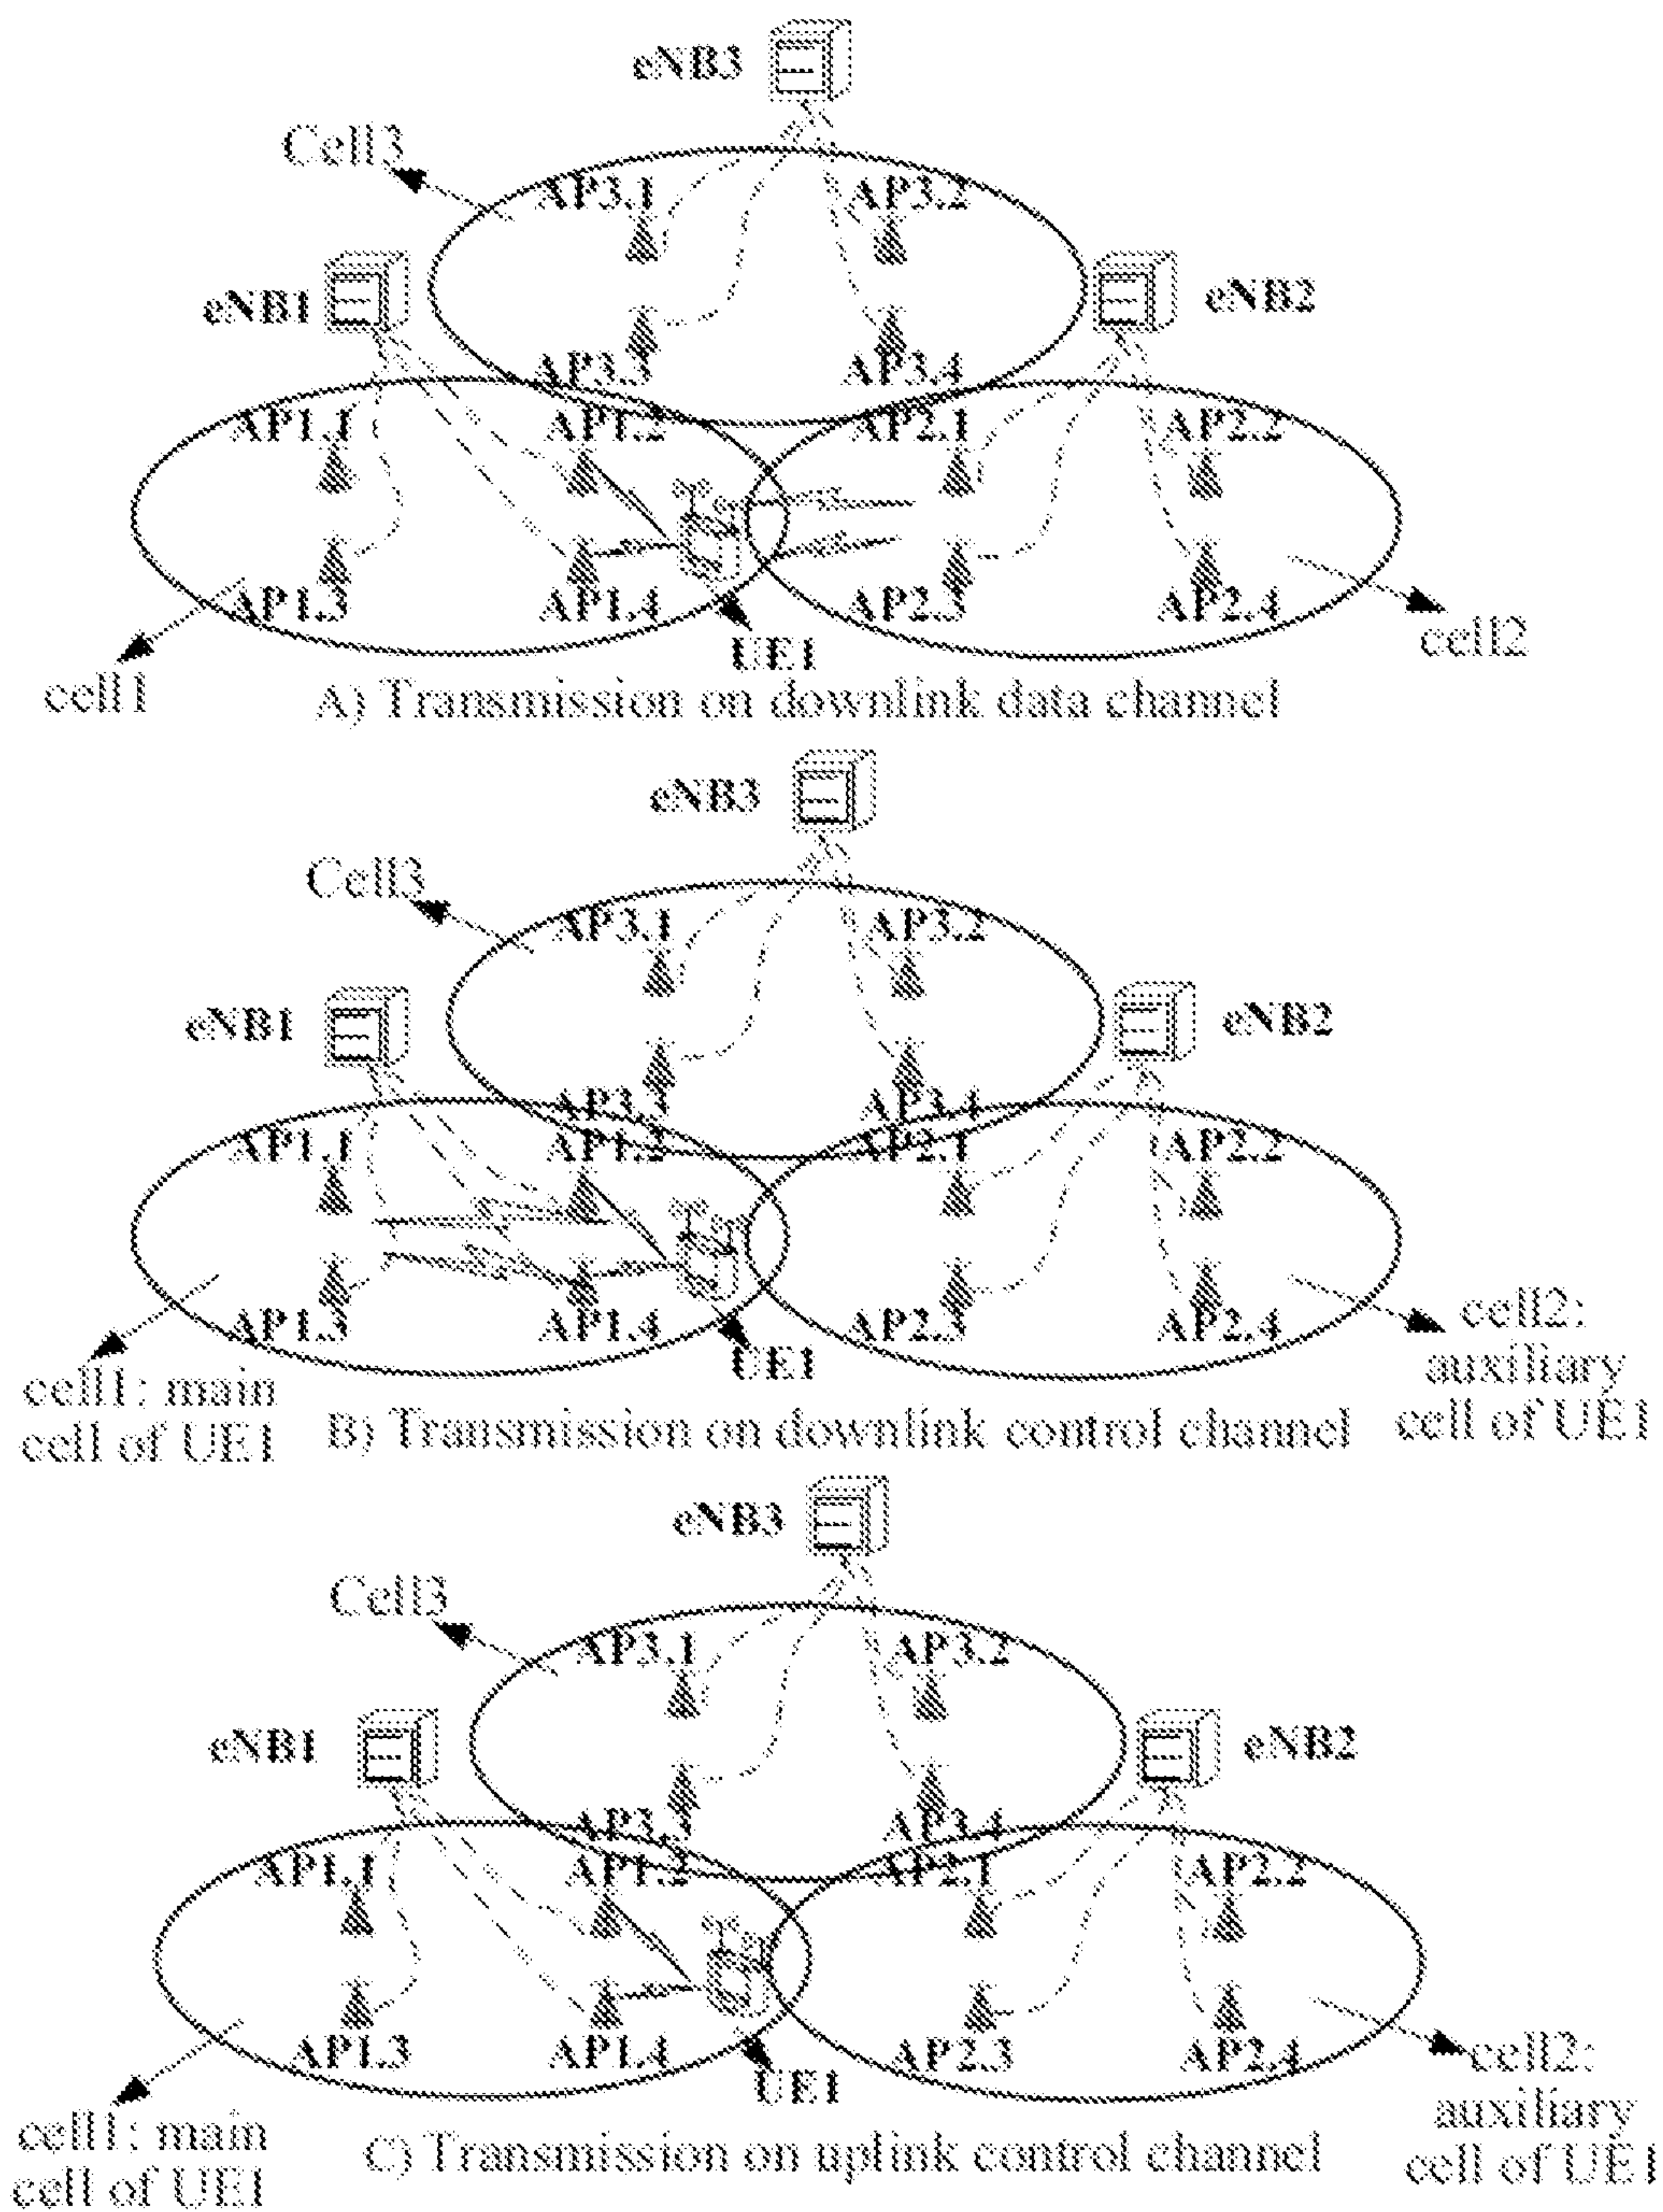 eNB3
Cell3
AP3.1 AP3.2
eNB1 eNB2
AP3.3 AP3.4
AP1.1 AP1.2 AP2.1 AP2.2
AP1.3 AP1.4 AP2.3 AP2.4
UE1
cell2
cell1
A) Transmission on downlink data channel
eNB3
Cell3
AP3.1 AP3.2
eNB1 eNB2
AP3.3 AP3.4
AP1.1 AP1.2 AP2.1 AP2.2
AP1.3 AP1.4 AP2.3 AP2.4
UE1
cell1: main
cell of UE1
cell2:
auxiliary
cell of UE1
B) Transmission on downlink control channel
eNB3
Cell3
AP3.1 AP3.2
eNB1 eNB2
AP3.3 AP3.4
AP1.1 AP1.2 AP2.1 AP2.2
AP1.3 AP1.4 AP2.3 AP2.4
UE1
cell1: main
cell of UE1
cell2:
auxiliary
cell of UE1
C) Transmission on uplink control channel